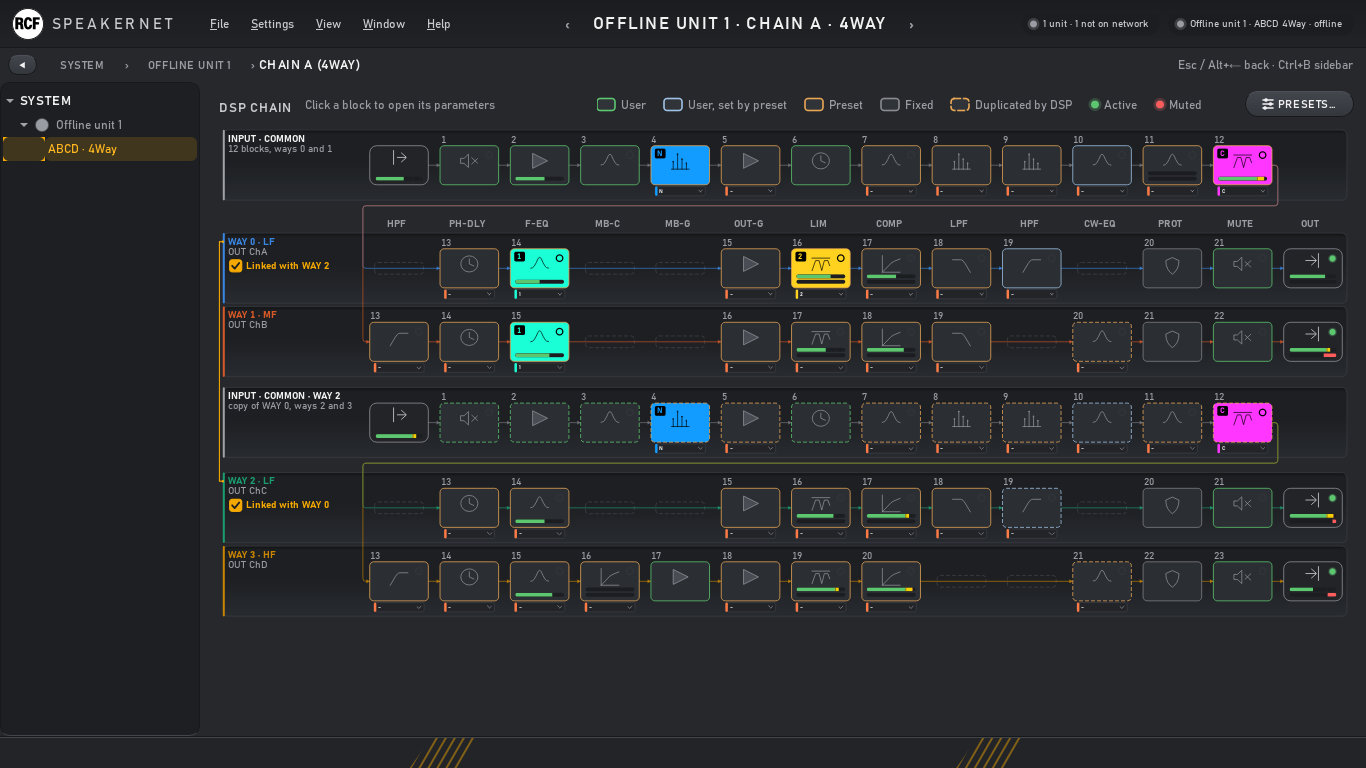 RCF SPEAKERNET File Settings View Window Help ‹ OFFLINE UNIT 1 · CHAIN A · 4WAY › 1 unit · 1 not on network Offline unit 1 · ABCD 4Way · offline
SYSTEM › OFFLINE UNIT 1 › CHAIN A (4WAY) Esc / Alt+← back · Ctrl+B sidebar
SYSTEM
Offline unit 1
ABCD · 4Way
DSP CHAIN Click a block to open its parameters User User, set by preset Preset Fixed Duplicated by DSP Active Muted PRESETS...
INPUT · COMMON 1 2 3 4 5 6 7 8 9 10 11 12
12 blocks, ways 0 and 1
N C
- N - - - - - - C
HPF PH-DLY F-EQ MB-C MB-G OUT-G LIM COMP LPF HPF CW-EQ PROT MUTE OUT
WAY 0 · LF 13 14 15 16 17 18 19 20 21
OUT ChA
Linked with WAY 2
1 2
- 1 - 2 - - -
WAY 1 · MF 13 14 15 16 17 18 19 20 21 22
OUT ChB
1
- - 1 - - - - -
INPUT · COMMON · WAY 2 1 2 3 4 5 6 7 8 9 10 11 12
copy of WAY 0, ways 2 and 3
N C
N - - - - - - C
WAY 2 · LF 13 14 15 16 17 18 19 20 21
OUT ChC
Linked with WAY 0
- - - - - - -
WAY 3 · HF 13 14 15 16 17 18 19 20 21 22 23
OUT ChD
- - - - - - - -